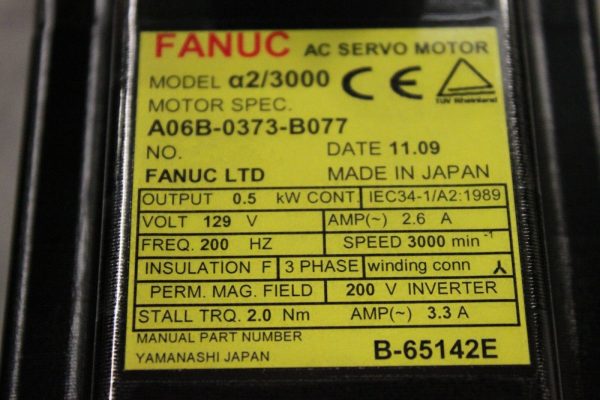 FANUC AC SERVO MOTOR
MODEL α2/3000 CE
MOTOR SPEC.
TÜV Rheinland
A06B-0373-B077
NO. DATE 11.09
FANUC LTD MADE IN JAPAN
OUTPUT 0.5 kW CONT. IEC34-1/A2:1989
VOLT 129 V AMP(~) 2.6 A
FREQ. 200 HZ SPEED 3000 min⁻¹
INSULATION F 3 PHASE winding conn
PERM. MAG. FIELD 200 V INVERTER
STALL TRQ. 2.0 Nm AMP(~) 3.3 A
MANUAL PART NUMBER
YAMANASHI JAPAN B-65142E